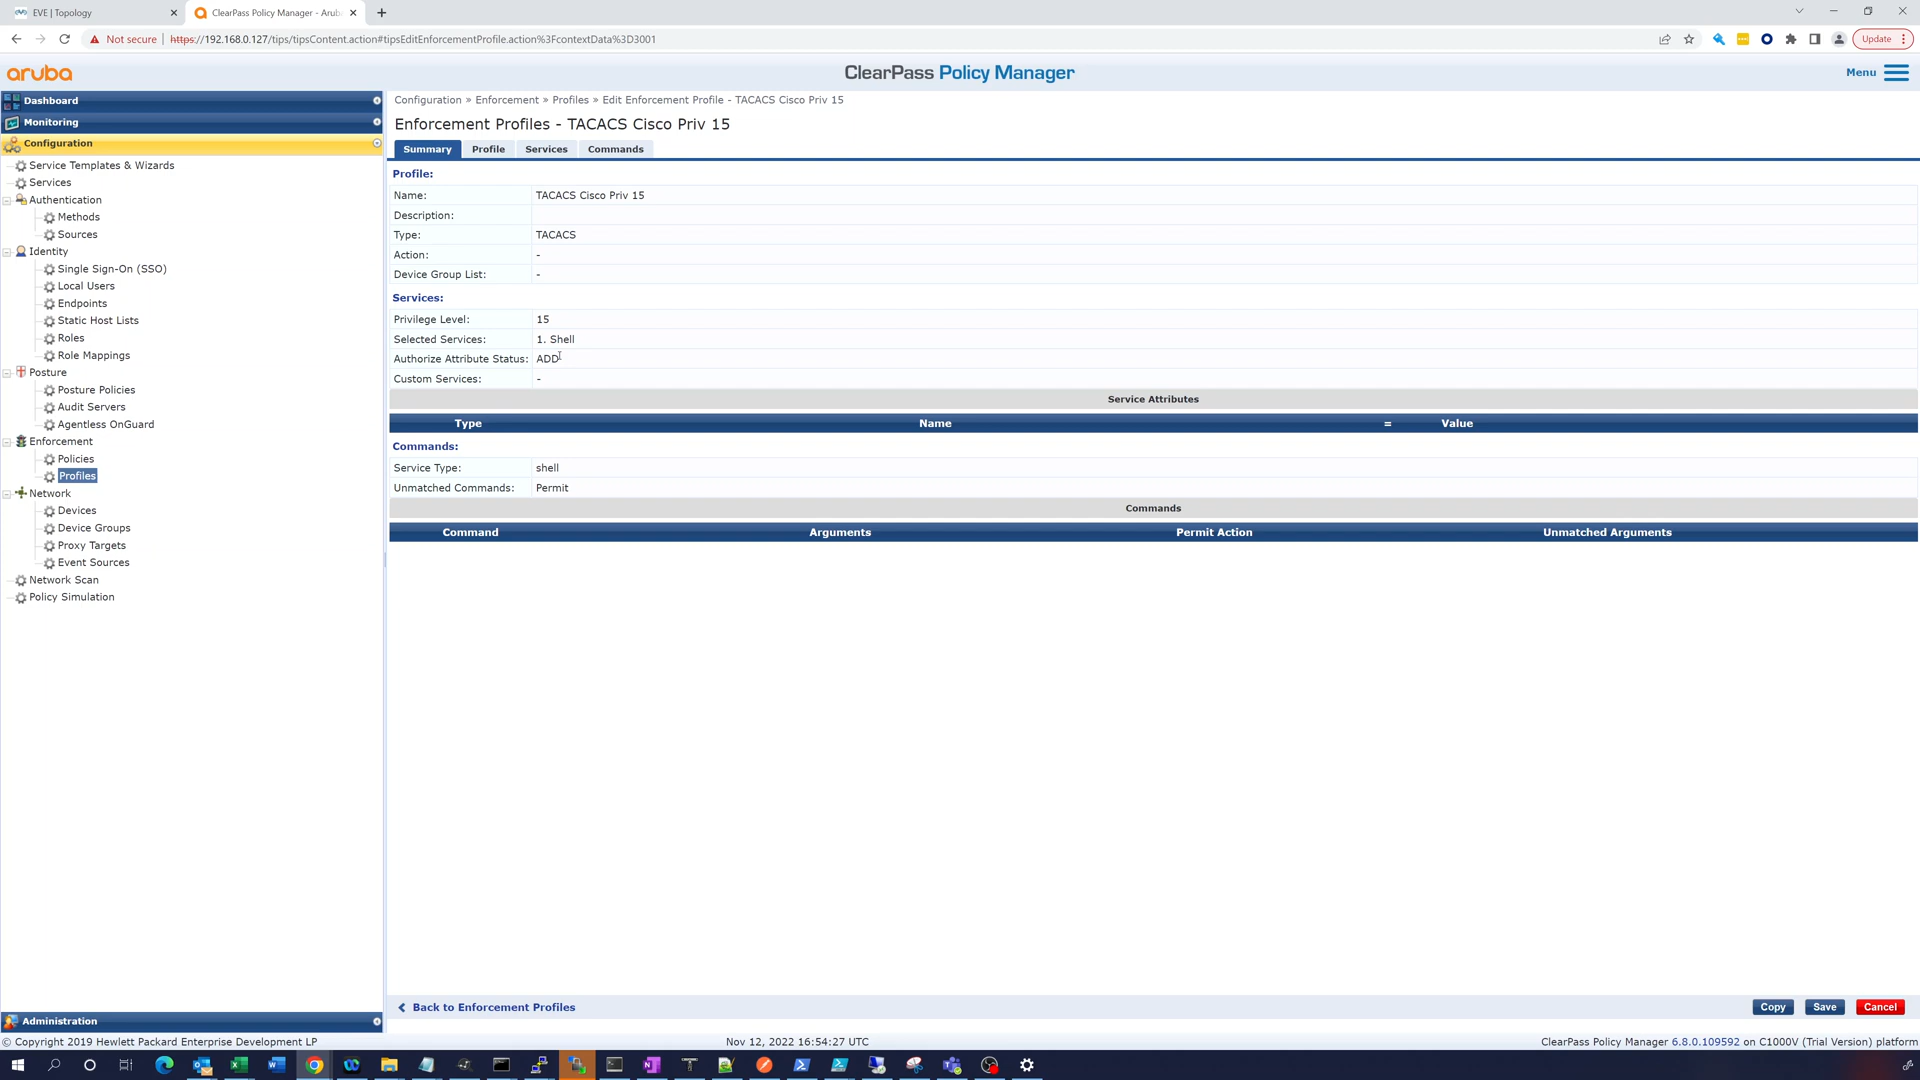 EVE | Topology
ClearPass Policy Manager - Arub
Not secure
https://192.168.0.127/tips/tipsContent.action#tipsEditEnforcementProfile.action%3FcontextData%3D3001
Update
aruba
ClearPass Policy Manager
Menu
Dashboard
Monitoring
Configuration
Service Templates & Wizards
Services
Authentication
Methods
Sources
Identity
Single Sign-On (SSO)
Local Users
Endpoints
Static Host Lists
Roles
Role Mappings
Posture
Posture Policies
Audit Servers
Agentless OnGuard
Enforcement
Policies
Profiles
Network
Devices
Device Groups
Proxy Targets
Event Sources
Network Scan
Policy Simulation
Administration
Configuration » Enforcement » Profiles » Edit Enforcement Profile - TACACS Cisco Priv 15
Enforcement Profiles - TACACS Cisco Priv 15
Summary Profile Services Commands
Profile:
Name: TACACS Cisco Priv 15
Description:
Type: TACACS
Action: -
Device Group List: -
Services:
Privilege Level: 15
Selected Services: 1. Shell
Authorize Attribute Status: ADD
Custom Services: -
Service Attributes
Type Name = Value
Commands:
Service Type: shell
Unmatched Commands: Permit
Commands
Command Arguments Permit Action Unmatched Arguments
Back to Enforcement Profiles
Copy Save Cancel
© Copyright 2019 Hewlett Packard Enterprise Development LP
Nov 12, 2022 16:54:27 UTC
ClearPass Policy Manager 6.8.0.109592 on C1000V (Trial Version) platform